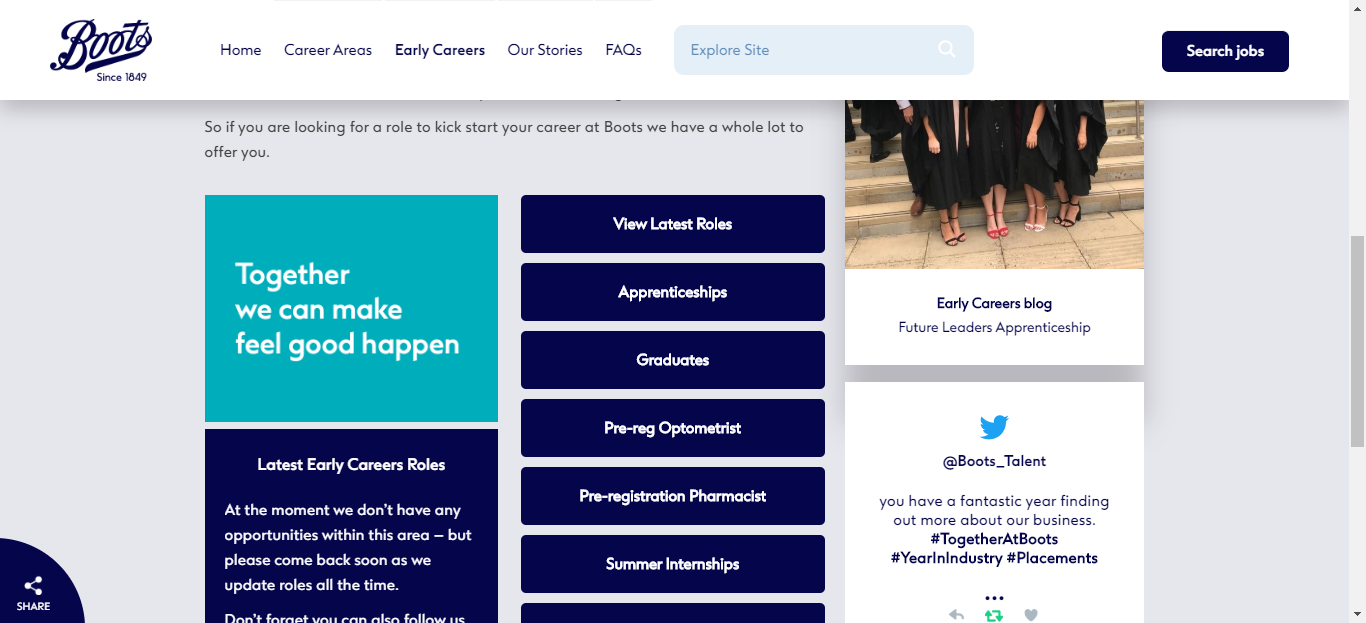 Boots
Since 1849
Home
Career Areas
Early Careers
Our Stories
FAQs
Explore Site
Search jobs
So if you are looking for a role to kick start your career at Boots we have a whole lot to
offer you.
Together
we can make
feel good happen
Latest Early Careers Roles
At the moment we don't have any
opportunities within this area – but
please come back soon as we
update roles all the time.
Don't forget you can also follow us
View Latest Roles
Apprenticeships
Graduates
Pre-reg Optometrist
Pre-registration Pharmacist
Summer Internships
Early Careers blog
Future Leaders Apprenticeship
@Boots_Talent
you have a fantastic year finding
out more about our business.
#TogetherAtBoots
#YearInIndustry #Placements
...
SHARE